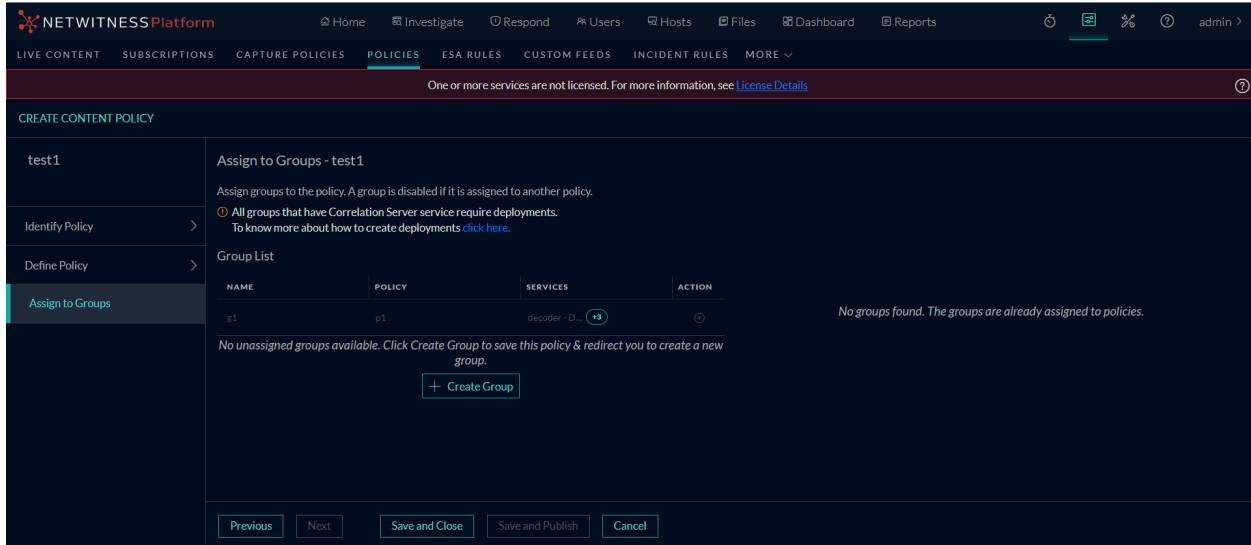 NETWITNESS Platform
Home Investigate Respond Users Hosts Files Dashboard Reports admin >
LIVE CONTENT SUBSCRIPTIONS CAPTURE POLICIES POLICIES ESA RULES CUSTOM FEEDS INCIDENT RULES MORE
One or more services are not licensed. For more information, see License Details
CREATE CONTENT POLICY
test1
Identify Policy
Define Policy
Assign to Groups
Assign to Groups - test1
Assign groups to the policy. A group is disabled if it is assigned to another policy.
All groups that have Correlation Server service require deployments.
To know more about how to create deployments click here.
Group List
NAME POLICY SERVICES ACTION
g1 p1 decoder - D... +3
No unassigned groups available. Click Create Group to save this policy & redirect you to create a new
group.
+ Create Group
No groups found. The groups are already assigned to policies.
Previous Next Save and Close Save and Publish Cancel